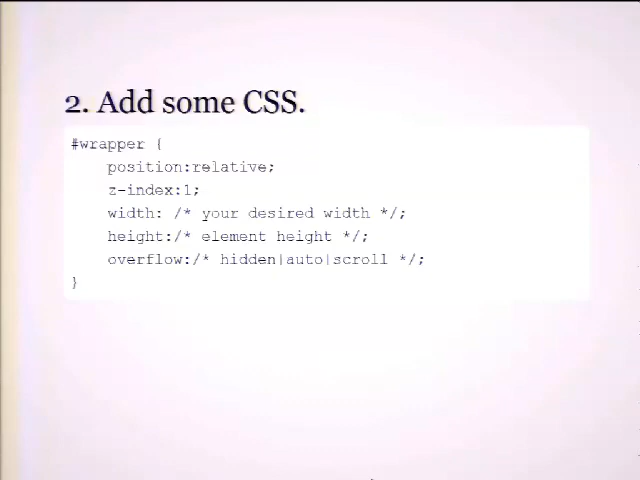 2. Add some CSS.
#wrapper {
position:relative;
z-index:1;
width: /* your desired width */;
height:/* element height */;
overflow:/* hidden|auto|scroll */;
}